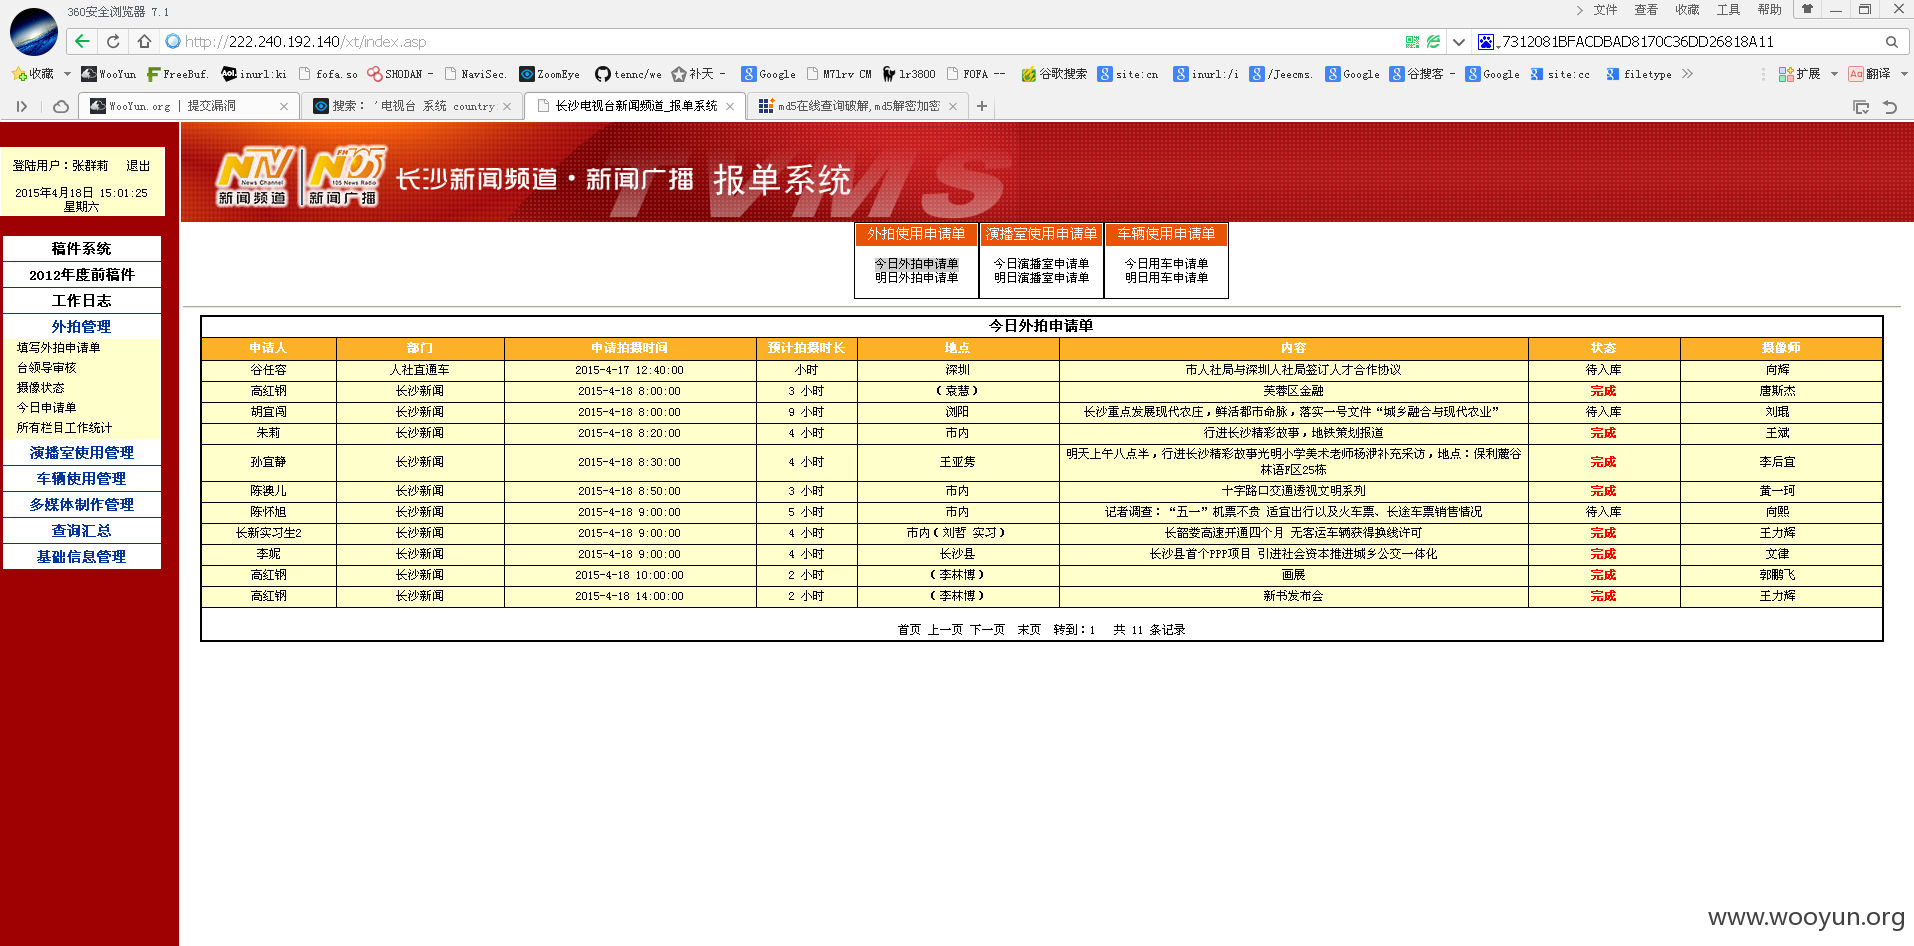 360安全浏览器 7.1
文件 查看 收藏 工具 帮助
http://222.240.192.140/xt/index.asp
7312081BFACDBAD8170C36DD26818A11
收藏 WooYun FreeBuf. inurl:ki fofa.so SHODAN - NaviSec. ZoomEye tennc/we 补天 - Google M7lrv CM lr3800 FOFA -- 谷歌搜索 site:cn inurl:/i /Jeecms. Google 谷搜客 - Google site:cc filetype 扩展 翻译
WooYun.org | 提交漏洞
搜索: '电视台 系统 country
长沙电视台新闻频道_报单系统
md5在线查询破解,md5解密加密
登陆用户：张群莉 退出
2015年4月18日 15:01:25
星期六
NTV News Channel 新闻频道
FM N105 105 News Radio 新闻广播
长沙新闻频道·新闻广播 报单系统
TVMS
稿件系统
2012年度前稿件
工作日志
外拍管理
填写外拍申请单
台领导审核
摄像状态
今日申请单
所有栏目工作统计
演播室使用管理
车辆使用管理
多媒体制作管理
查询汇总
基础信息管理
外拍使用申请单 演播室使用申请单 车辆使用申请单
今日外拍申请单 今日演播室申请单 今日用车申请单
明日外拍申请单 明日演播室申请单 明日用车申请单
今日外拍申请单
申请人 部门 申请拍摄时间 预计拍摄时长 地点 内容 状态 摄像师
谷任容 人社直通车 2015-4-17 12:40:00 小时 深圳 市人社局与深圳人社局签订人才合作协议 待入库 向辉
高红钢 长沙新闻 2015-4-18 8:00:00 3 小时 （袁慧） 芙蓉区金融 完成 唐斯杰
胡宜闯 长沙新闻 2015-4-18 8:00:00 9 小时 浏阳 长沙重点发展现代农庄，鲜活都市命脉，落实一号文件“城乡融合与现代农业” 待入库 刘琨
朱莉 长沙新闻 2015-4-18 8:20:00 4 小时 市内 行进长沙精彩故事，地铁策划报道 完成 王斌
孙宜静 长沙新闻 2015-4-18 8:30:00 4 小时 王亚隽 明天上午八点半，行进长沙精彩故事光明小学美术老师杨淠补充采访，地点：保利麓谷
林语F区25栋 完成 李后宜
陈澳儿 长沙新闻 2015-4-18 8:50:00 3 小时 市内 十字路口交通透视文明系列 完成 黄一珂
陈怀旭 长沙新闻 2015-4-18 9:00:00 5 小时 市内 记者调查：“五一”机票不贵 适宜出行以及火车票、长途车票销售情况 待入库 向熙
长新实习生2 长沙新闻 2015-4-18 9:00:00 4 小时 市内（刘哲 实习） 长韶娄高速开通四个月 无客运车辆获得换线许可 完成 王力辉
李妮 长沙新闻 2015-4-18 9:00:00 4 小时 长沙县 长沙县首个PPP项目 引进社会资本推进城乡公交一体化 完成 文律
高红钢 长沙新闻 2015-4-18 10:00:00 2 小时 （李林博） 画展 完成 郭鹏飞
高红钢 长沙新闻 2015-4-18 14:00:00 2 小时 （李林博） 新书发布会 完成 王力辉
首页 上一页 下一页 末页 转到：1 共 11 条记录
www.wooyun.org